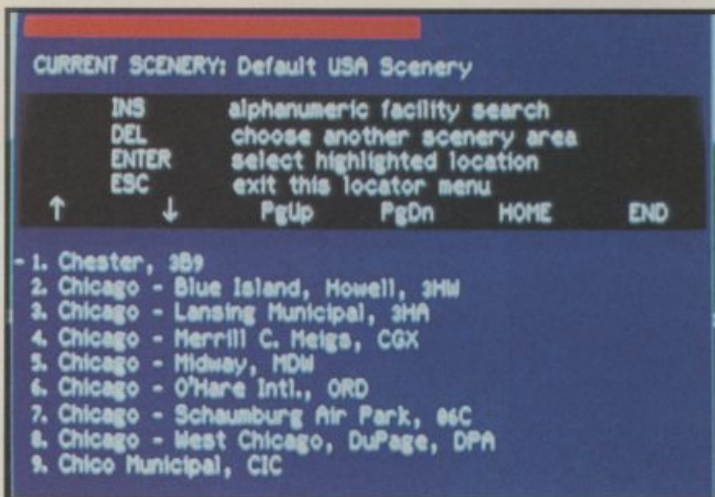 CURRENT SCENERY: Default USA Scenery
INS alphanumeric facility search
DEL choose another scenery area
ENTER select highlighted location
ESC exit this locator menu
↑ ↓ PgUp PgDn HOME END
- 1. Chester, 3B9
2. Chicago - Blue Island, Howell, 3HW
3. Chicago - Lansing Municipal, 3HA
4. Chicago - Merrill C. Meigs, CGX
5. Chicago - Midway, MDW
6. Chicago - O'Hare Intl., ORD
7. Chicago - Schaumburg Air Park, 06C
8. Chicago - West Chicago, DuPage, DPA
9. Chico Municipal, CIC